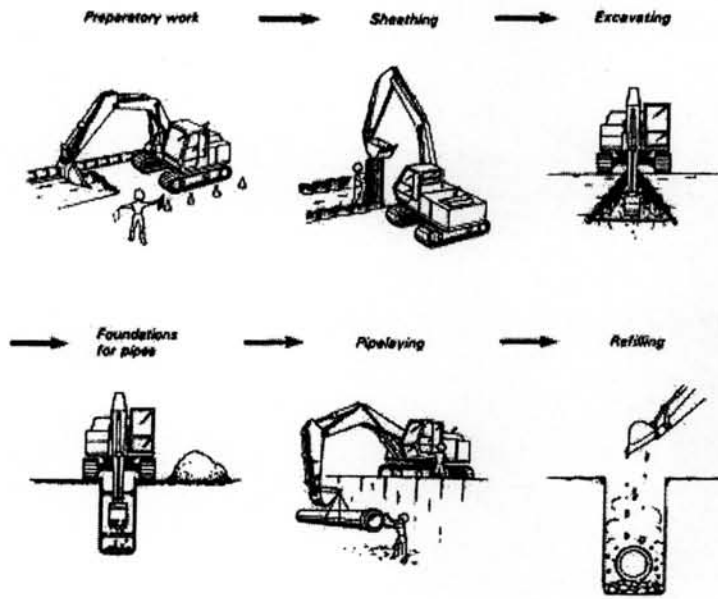 Preparatory work
Sheathing
Excavating
Foundations
for pipes
Pipelaying
Refilling